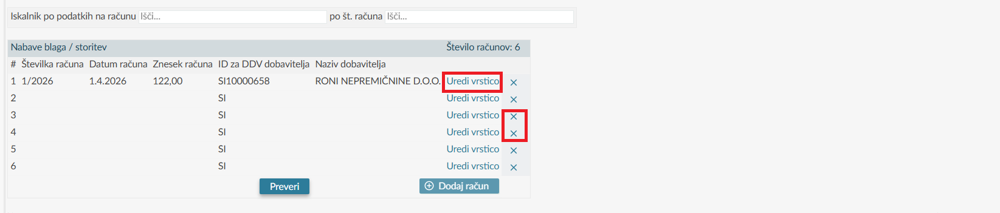 Iskalnik po podatkih na računu Išči... po št. računa Išči...
Nabave blaga / storitev Število računov: 6
# Številka računa Datum računa Znesek računa ID za DDV dobavitelja Naziv dobavitelja
1 1/2026 1.4.2026 122,00 SI10000658 RONI NEPREMIČNINE D.O.O. Uredi vrstico ×
2 SI Uredi vrstico ×
3 SI Uredi vrstico ×
4 SI Uredi vrstico ×
5 SI Uredi vrstico ×
6 SI Uredi vrstico ×
Preveri Dodaj račun